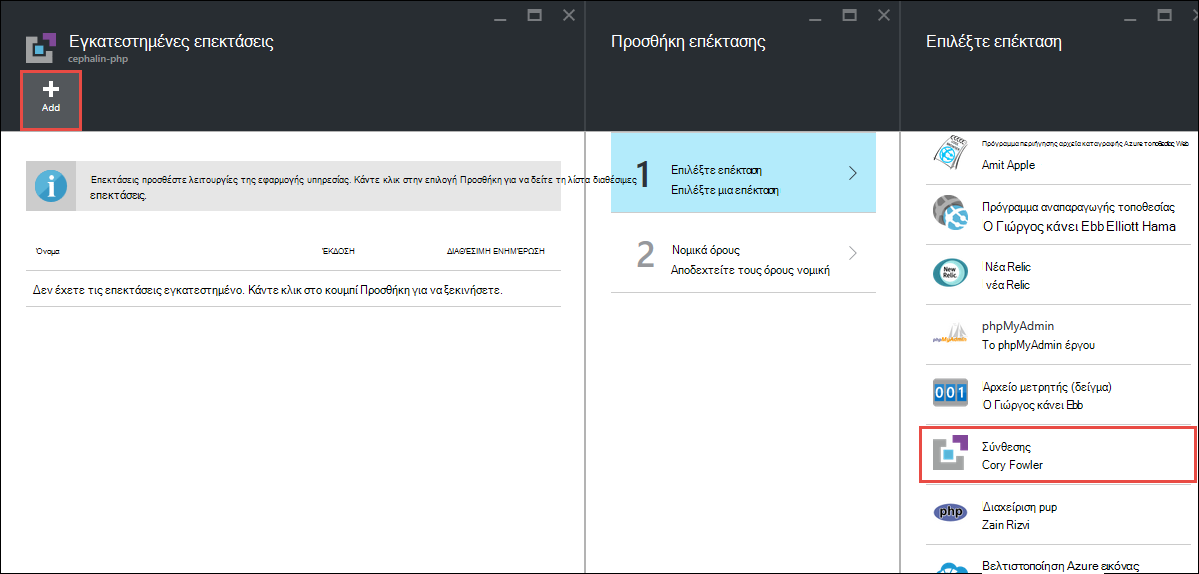 Εγκατεστημένες επεκτάσεις
cephalin-php
Add
Επεκτάσεις προσθέστε λειτουργίες της εφαρμογής υπηρεσίας. Κάντε κλικ στην επιλογή Προσθήκη για να δείτε τη λίστα διαθέσιμες
επεκτάσεις.
Όνομα ΈΚΔΟΣΗ ΔΙΑΘΈΣΙΜΗ ΕΝΗΜΈΡΩΣΗ
Δεν έχετε τις επεκτάσεις εγκατεστημένο. Κάντε κλικ στο κουμπί Προσθήκη για να ξεκινήσετε.
Προσθήκη επέκτασης
1 Επιλέξτε επέκταση
Επιλέξτε μια επέκταση
2 Νομικά όρους
Αποδεχτείτε τους όρους νομική
Επιλέξτε επέκταση
Πρόγραμμα περιήγησης αρχεία καταγραφής Azure τοποθεσίας Web
Amit Apple
Πρόγραμμα αναπαραγωγής τοποθεσίας
Ο Γιώργος κάνει Ebb Elliott Hama
New Relic.
Νέα Relic
νέα Relic
phpMyAdmin
phpMyAdmin
Το phpMyAdmin έργου
001
Αρχείο μετρητής (δείγμα)
Ο Γιώργος κάνει Ebb
Σύνθεσης
Cory Fowler
php
Διαχείριση pup
Zain Rizvi
Βελτιστοποίηση Azure εικόνας